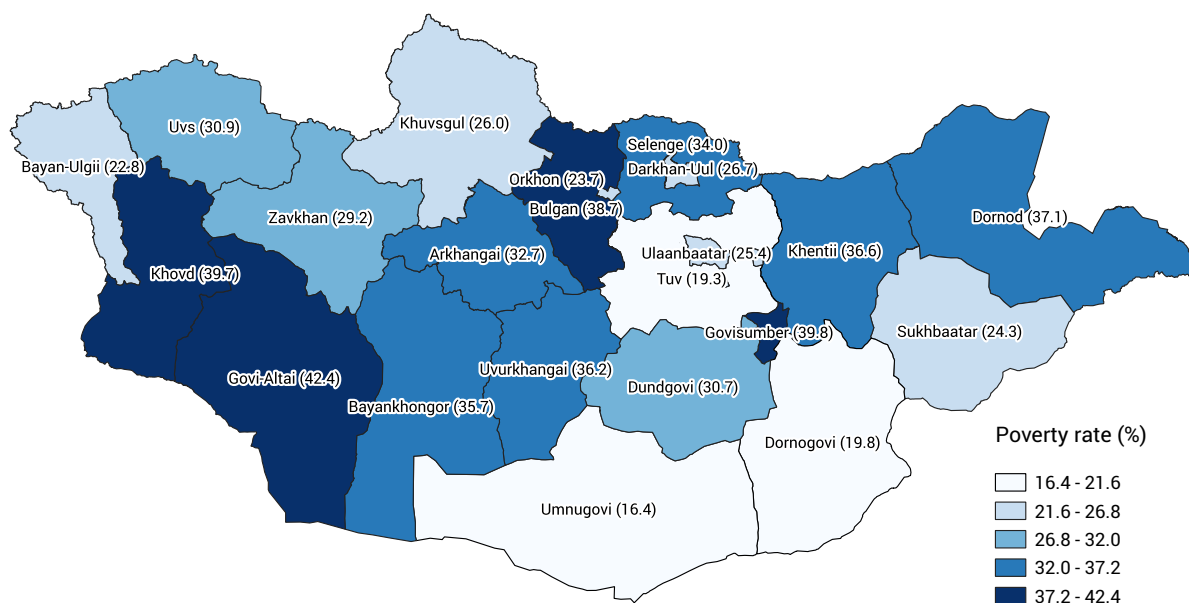 Khuvsgul (26.0)
Uvs (30.9)
Selenge (34.0)
Bayan-Ulgii (22.8)
Darkhan-Uul (26.7)
Orkhon (23.7)
Bulgan (38.7)
Zavkhan (29.2)
Dornod (37.1)
Arkhangai (32.7)
Ulaanbaatar (25.4)
Khentii (36.6)
Khovd (39.7)
Tuv (19.3)
Govisumber (39.8)
Sukhbaatar (24.3)
Uvurkhangai (36.2)
Govi-Altai (42.4)
Dundgovi (30.7)
Bayankhongor (35.7)
Dornogovi (19.8)
Umnugovi (16.4)
Poverty rate (%)
16.4 - 21.6
21.6 - 26.8
26.8 - 32.0
32.0 - 37.2
37.2 - 42.4